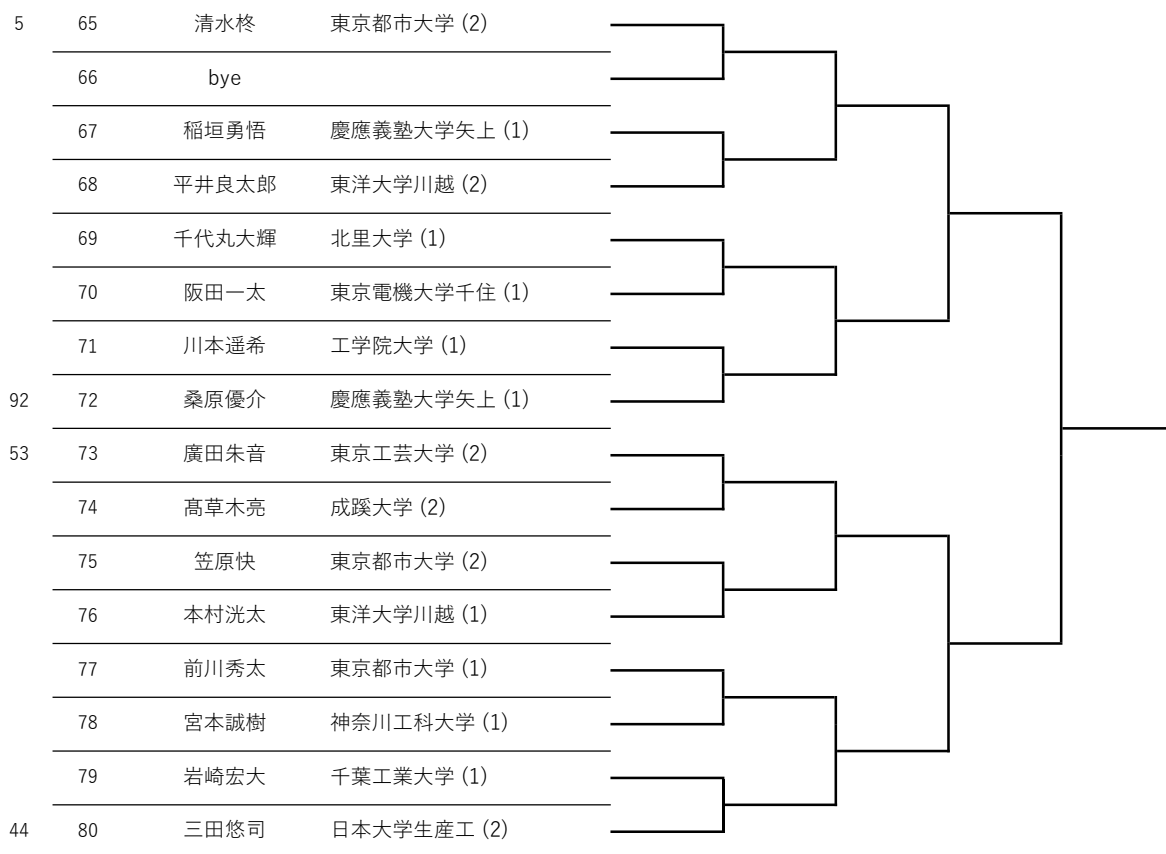 5 65 清水柊 東京都市大学 (2)
66 bye
67 稲垣勇悟 慶應義塾大学矢上 (1)
68 平井良太郎 東洋大学川越 (2)
69 千代丸大輝 北里大学 (1)
70 阪田一太 東京電機大学千住 (1)
71 川本遥希 工学院大学 (1)
92 72 桑原優介 慶應義塾大学矢上 (1)
53 73 廣田朱音 東京工芸大学 (2)
74 髙草木亮 成蹊大学 (2)
75 笠原快 東京都市大学 (2)
76 本村洸太 東洋大学川越 (1)
77 前川秀太 東京都市大学 (1)
78 宮本誠樹 神奈川工科大学 (1)
79 岩崎宏大 千葉工業大学 (1)
44 80 三田悠司 日本大学生産工 (2)